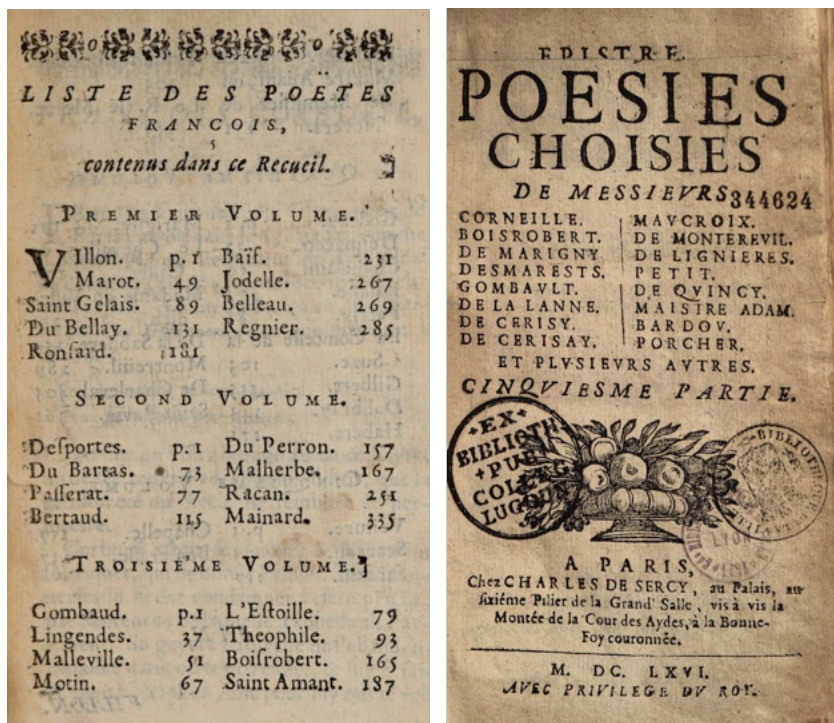 LISTE DES POËTES
FRANCOIS,
contenus dans ce Recueil.
PREMIER VOLUME.
VIllon. p. 1 Baïf. 231
Marot. 49 Jodelle. 267
Saint Gelais. 89 Belleau. 269
Du Bellay. 131 Regnier. 285
Ronſard. 181
SECOND VOLUME.
Deſportes. p. 1 Du Perron. 157
Du Bartas. 73 Malherbe. 167
Paſſerat. 77 Racan. 251
Bertaud. 115 Mainard. 335
TROISIE'ME VOLUME.
Gombaud. p. 1 L'Eſtoille. 79
Lingendes. 37 Theophile. 93
Malleville. 51 Boiſrobert. 165
Motin. 67 Saint Amant. 187
EPISTRE.
POESIES
CHOISIES
DE MESSIEVRS
344624
CORNEILLE. MAVCROIX.
BOISROBERT. DE MONTEREVIL.
DE MARIGNY DE LIGNIERES.
DESMARESTS. PETIT.
GOMBAVLT. DE QVINCY.
DE LA LANNE. MAISTRE ADAM.
DE CERISY. BARDOV.
DE CERISAY. PORCHER.
ET PLVSIEVRS AVTRES.
CINQVIESME PARTIE.
EX
BIBLIOTH
PUB
COLLEG
LUGDUN
LYON
A PARIS,
Chez CHARLES DE SERCY, au Palais, au
ſixiéme Pilier de la Grand' Salle, vis à vis la
Montée de la Cour des Aydes, à la Bonne-
Foy couronnée.
M. DC. LXVI.
AVEC PRIVILEGE DV ROY.